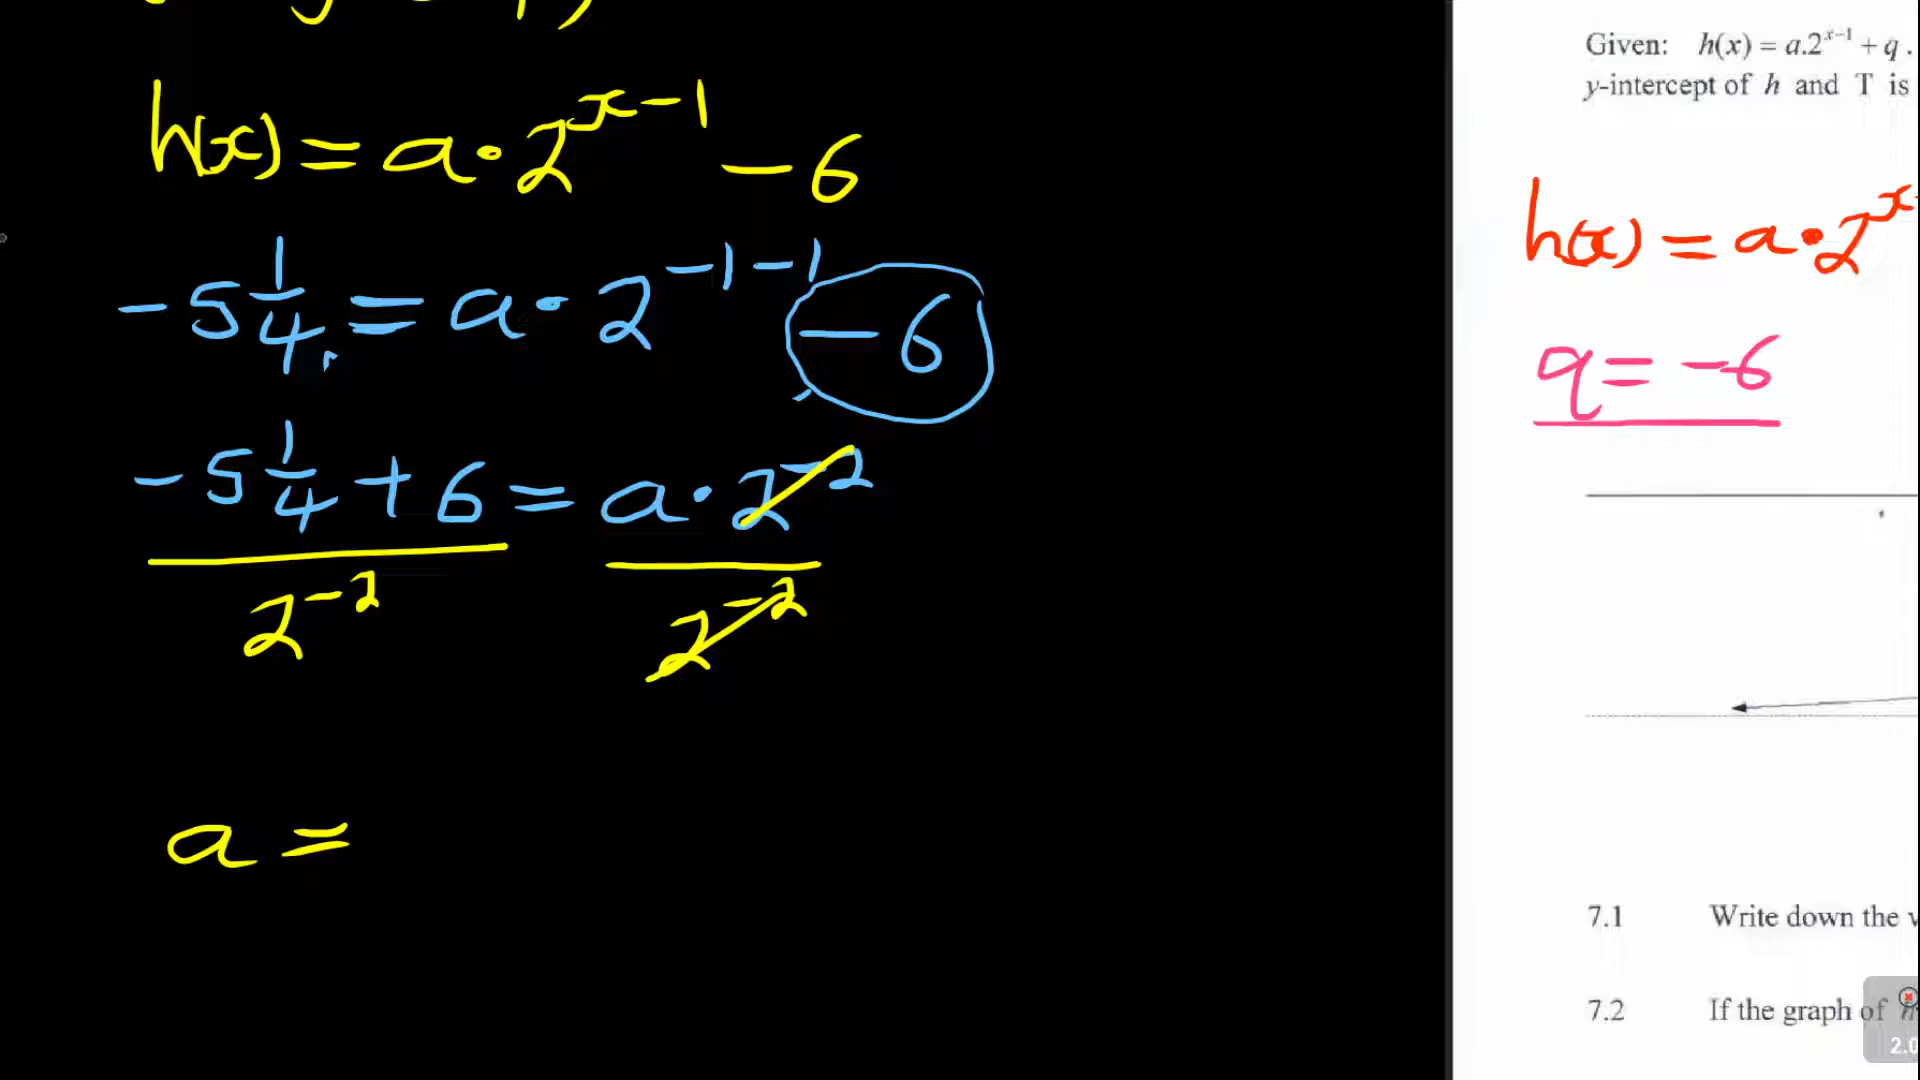 h(x) = a · 2^{x-1} - 6
-5 1/4 = a · 2^{-1-1} - 6
-5 1/4 + 6 = a · 2^{-2}
2^{-2} 2^{-2}
a =
Given: h(x) = a.2^{x-1} + q .
y-intercept of h and T is
h(x) = a · 2^{x-
q = -6
7.1 Write down the
7.2 If the graph of
2.0